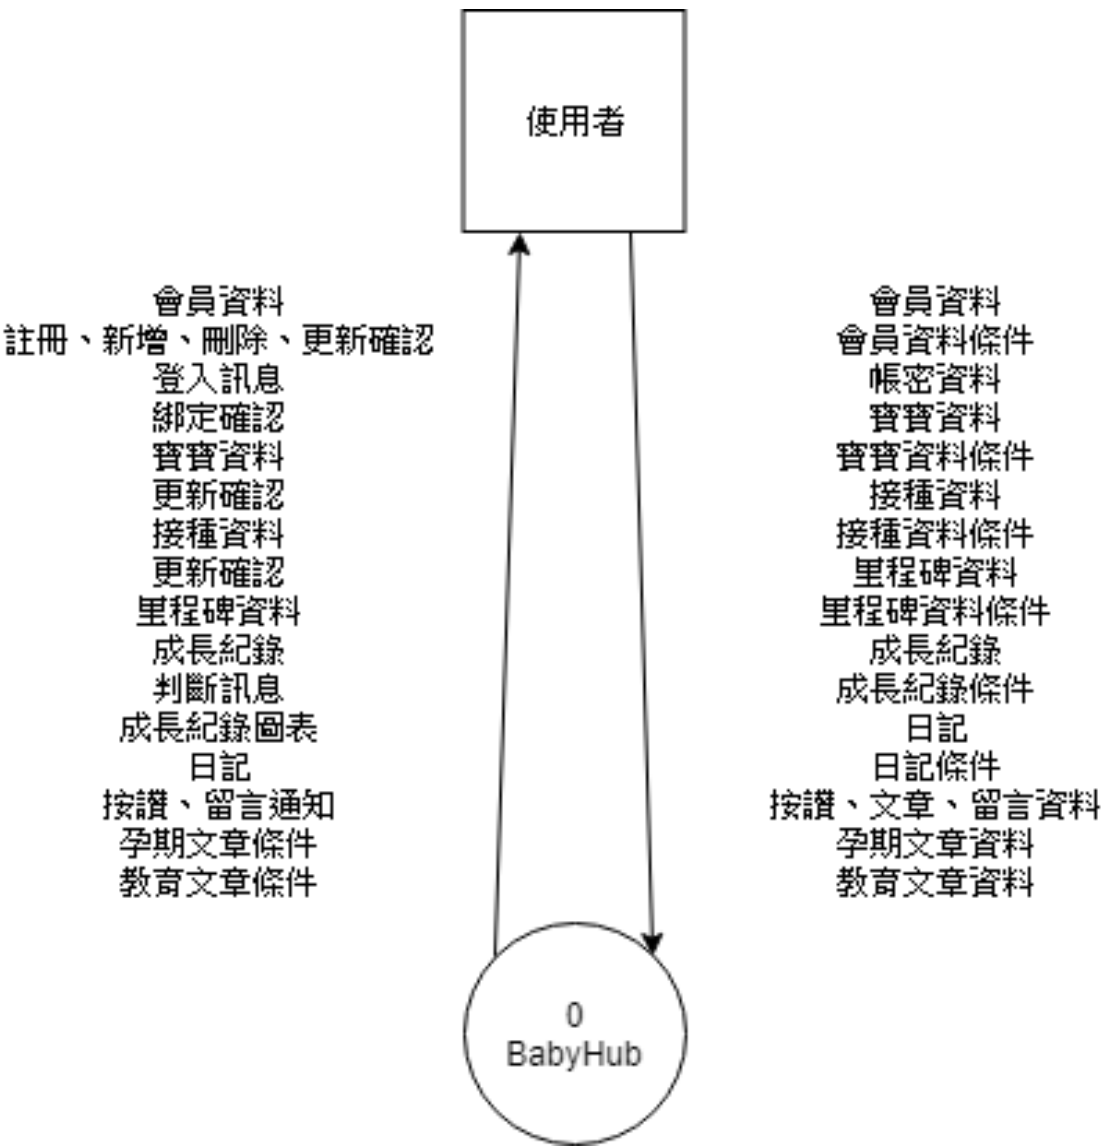 使用者
會員資料
註冊、新增、刪除、更新確認
登入訊息
綁定確認
寶寶資料
更新確認
接種資料
更新確認
里程碑資料
成長紀錄
判斷訊息
成長紀錄圖表
日記
按讚、留言通知
孕期文章條件
教育文章條件
會員資料
會員資料條件
帳密資料
寶寶資料
寶寶資料條件
接種資料
接種資料條件
里程碑資料
里程碑資料條件
成長紀錄
成長紀錄條件
日記
日記條件
按讚、文章、留言資料
孕期文章資料
教育文章資料
0
BabyHub